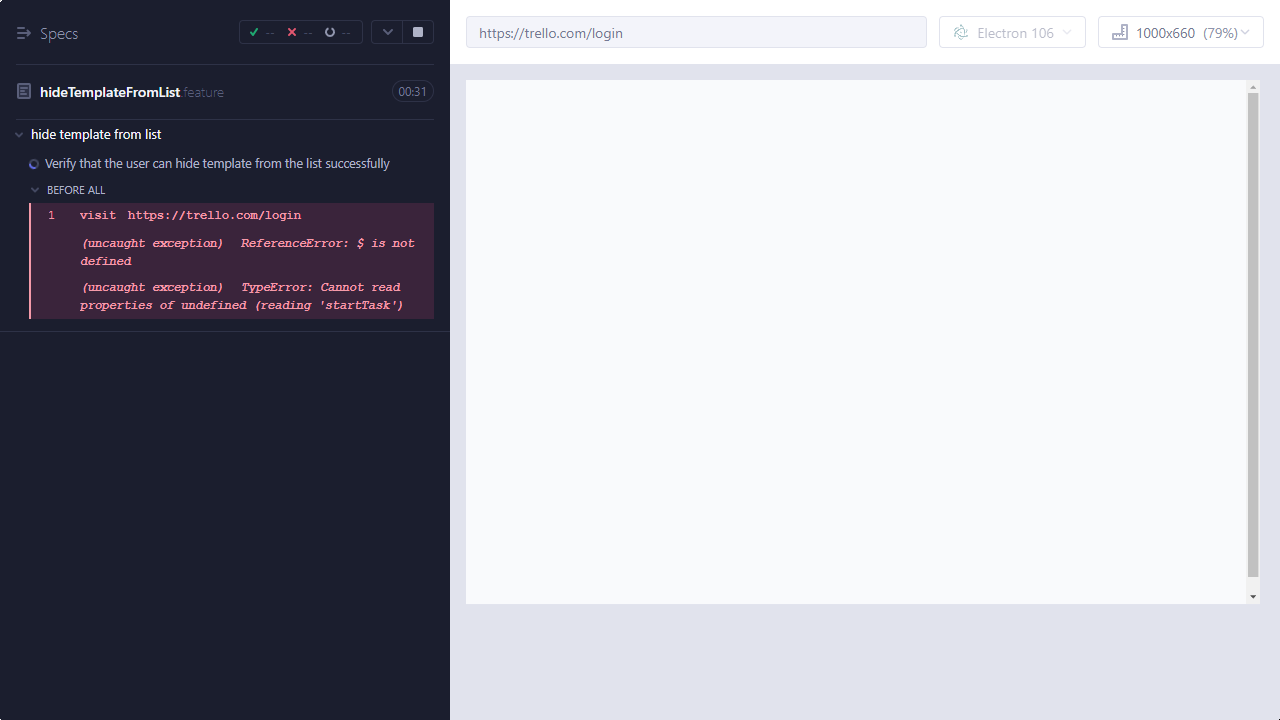 Specs
-- -- --
https://trello.com/login
Electron 106
1000x660 (79%)
hideTemplateFromList.feature
00:31
hide template from list
Verify that the user can hide template from the list successfully
BEFORE ALL
1 visit https://trello.com/login
(uncaught exception) ReferenceError: $ is not
defined
(uncaught exception) TypeError: Cannot read
properties of undefined (reading 'startTask')